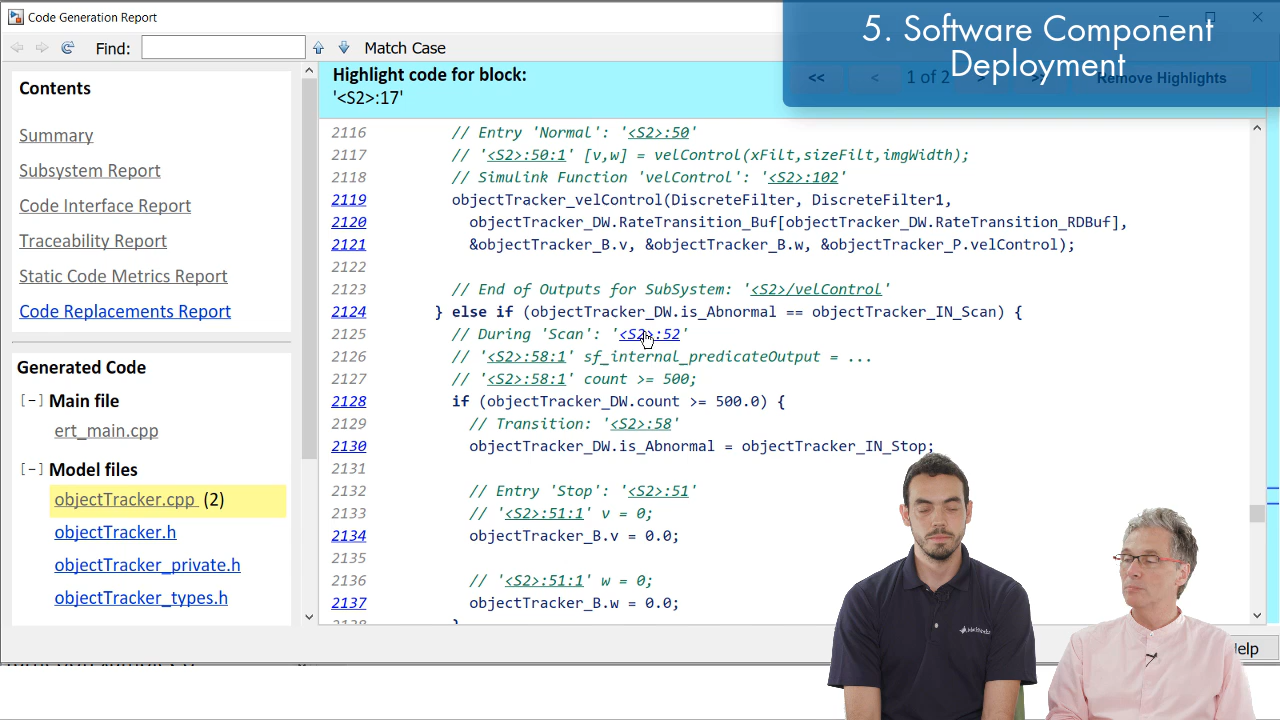 Code Generation Report
5. Software Component
Deployment
Find:
Match Case
Contents
Summary
Subsystem Report
Code Interface Report
Traceability Report
Static Code Metrics Report
Code Replacements Report
Generated Code
[-] Main file
ert_main.cpp
[-] Model files
objectTracker.cpp (2)
objectTracker.h
objectTracker_private.h
objectTracker_types.h
Highlight code for block:
'<S2>:17'
<< < 1 of 2 > >> Remove Highlights
2116 // Entry 'Normal': '<S2>:50'
2117 // '<S2>:50:1' [v,w] = velControl(xFilt,sizeFilt,imgWidth);
2118 // Simulink Function 'velControl': '<S2>:102'
2119 objectTracker_velControl(DiscreteFilter, DiscreteFilter1,
2120 objectTracker_DW.RateTransition_Buf[objectTracker_DW.RateTransition_RDBuf],
2121 &objectTracker_B.v, &objectTracker_B.w, &objectTracker_P.velControl);
2122
2123 // End of Outputs for SubSystem: '<S2>/velControl'
2124 } else if (objectTracker_DW.is_Abnormal == objectTracker_IN_Scan) {
2125 // During 'Scan': '<S2>:52'
2126 // '<S2>:58:1' sf_internal_predicateOutput = ...
2127 // '<S2>:58:1' count >= 500;
2128 if (objectTracker_DW.count >= 500.0) {
2129 // Transition: '<S2>:58'
2130 objectTracker_DW.is_Abnormal = objectTracker_IN_Stop;
2131
2132 // Entry 'Stop': '<S2>:51'
2133 // '<S2>:51:1' v = 0;
2134 objectTracker_B.v = 0.0;
2135
2136 // '<S2>:51:1' w = 0;
2137 objectTracker_B.w = 0.0;
2138 }
MathWorks